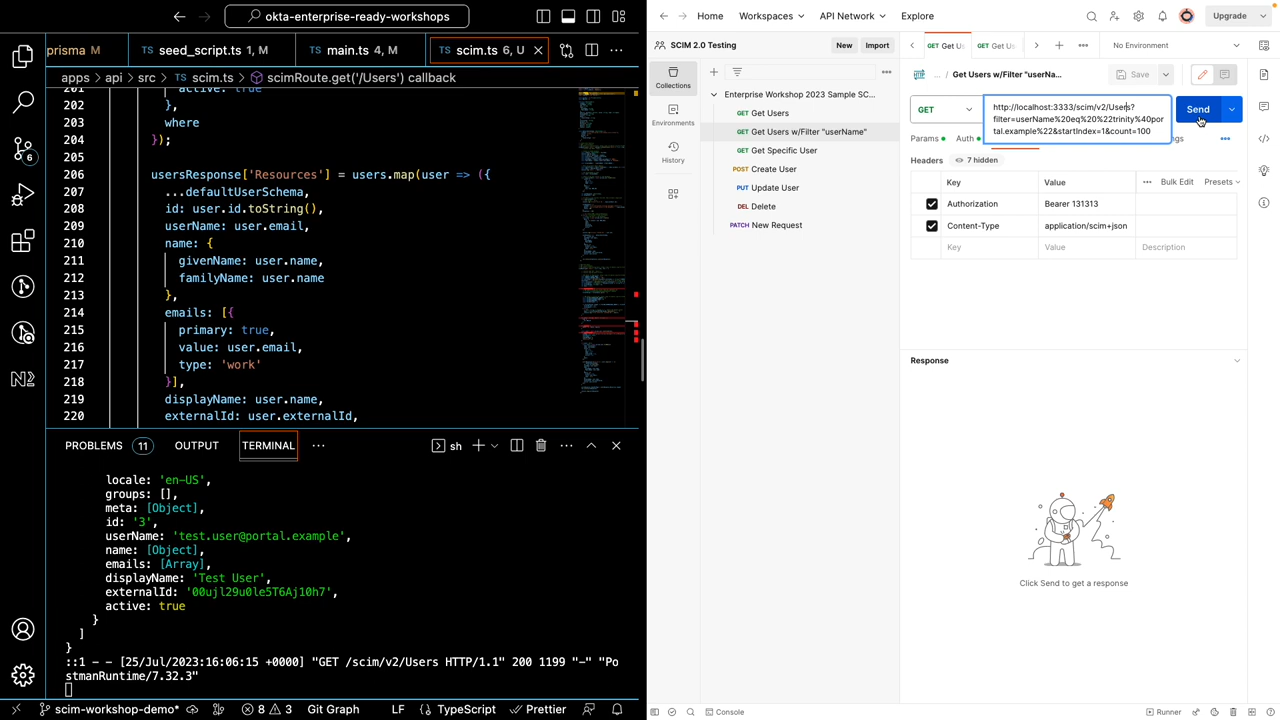 okta-enterprise-ready-workshops
prisma M
seed_script.ts 1, M
main.ts 4, M
scim.ts 6, U
apps > api > src > TS scim.ts > scimRoute.get('/Users') callback
201 active: true
202 },
203 where
204 });
205
206 usersResponse['Resources'] = users.map(user => ({
207 ...defaultUserSchema,
208 id: user.id.toString(),
209 userName: user.email,
210 name: {
211 givenName: user.name,
212 familyName: user.name
213 },
214 emails: [{
215 primary: true,
216 value: user.email,
217 type: 'work'
218 }],
219 displayName: user.name,
220 externalId: user.externalId,
PROBLEMS 11 OUTPUT TERMINAL ··· sh
locale: 'en-US',
groups: [],
meta: [Object],
id: '3',
userName: 'test.user@portal.example',
name: [Object],
emails: [Array],
displayName: 'Test User',
externalId: '00ujl29u0le5T6Aj10h7',
active: true
}
]
}
::1 - - [25/Jul/2023:16:06:15 +0000] "GET /scim/v2/Users HTTP/1.1" 200 1199 "-" "Po
stmanRuntime/7.32.3"
scim-workshop-demo* 8 3 Git Graph LF {} TypeScript Prettier
Home Workspaces API Network Explore Upgrade
SCIM 2.0 Testing New Import
GET Get Us GET Get Us No Environment
Collections
Environments
History
Enterprise Workshop 2023 Sample SC...
GET Get Users
GET Get Users w/Filter "userName"
GET Get Specific User
POST Create User
PUT Update User
DEL Delete
PATCH New Request
HTTP ... / Get Users w/Filter "userNa... Save
GET
http://localhost:3333/scim/v2/Users?
filter=userName%20eq%20%22trinity%40por
tal.example%22&startIndex=1&count=100
Send
Params Auth ngs
Headers 7 hidden
Key Value Bulk Edit Presets
Authorization Bearer 131313
Content-Type application/scim+json
Key Value Description
Response
Click Send to get a response
Console Runner